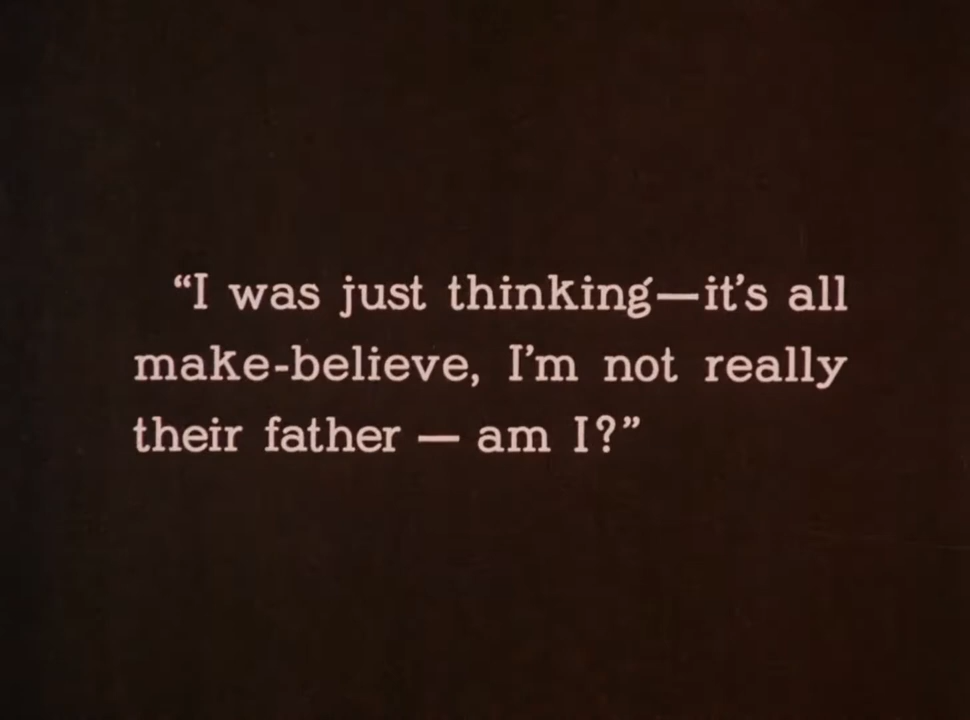 “I was just thinking—it’s all
make-believe, I’m not really
their father — am I?”